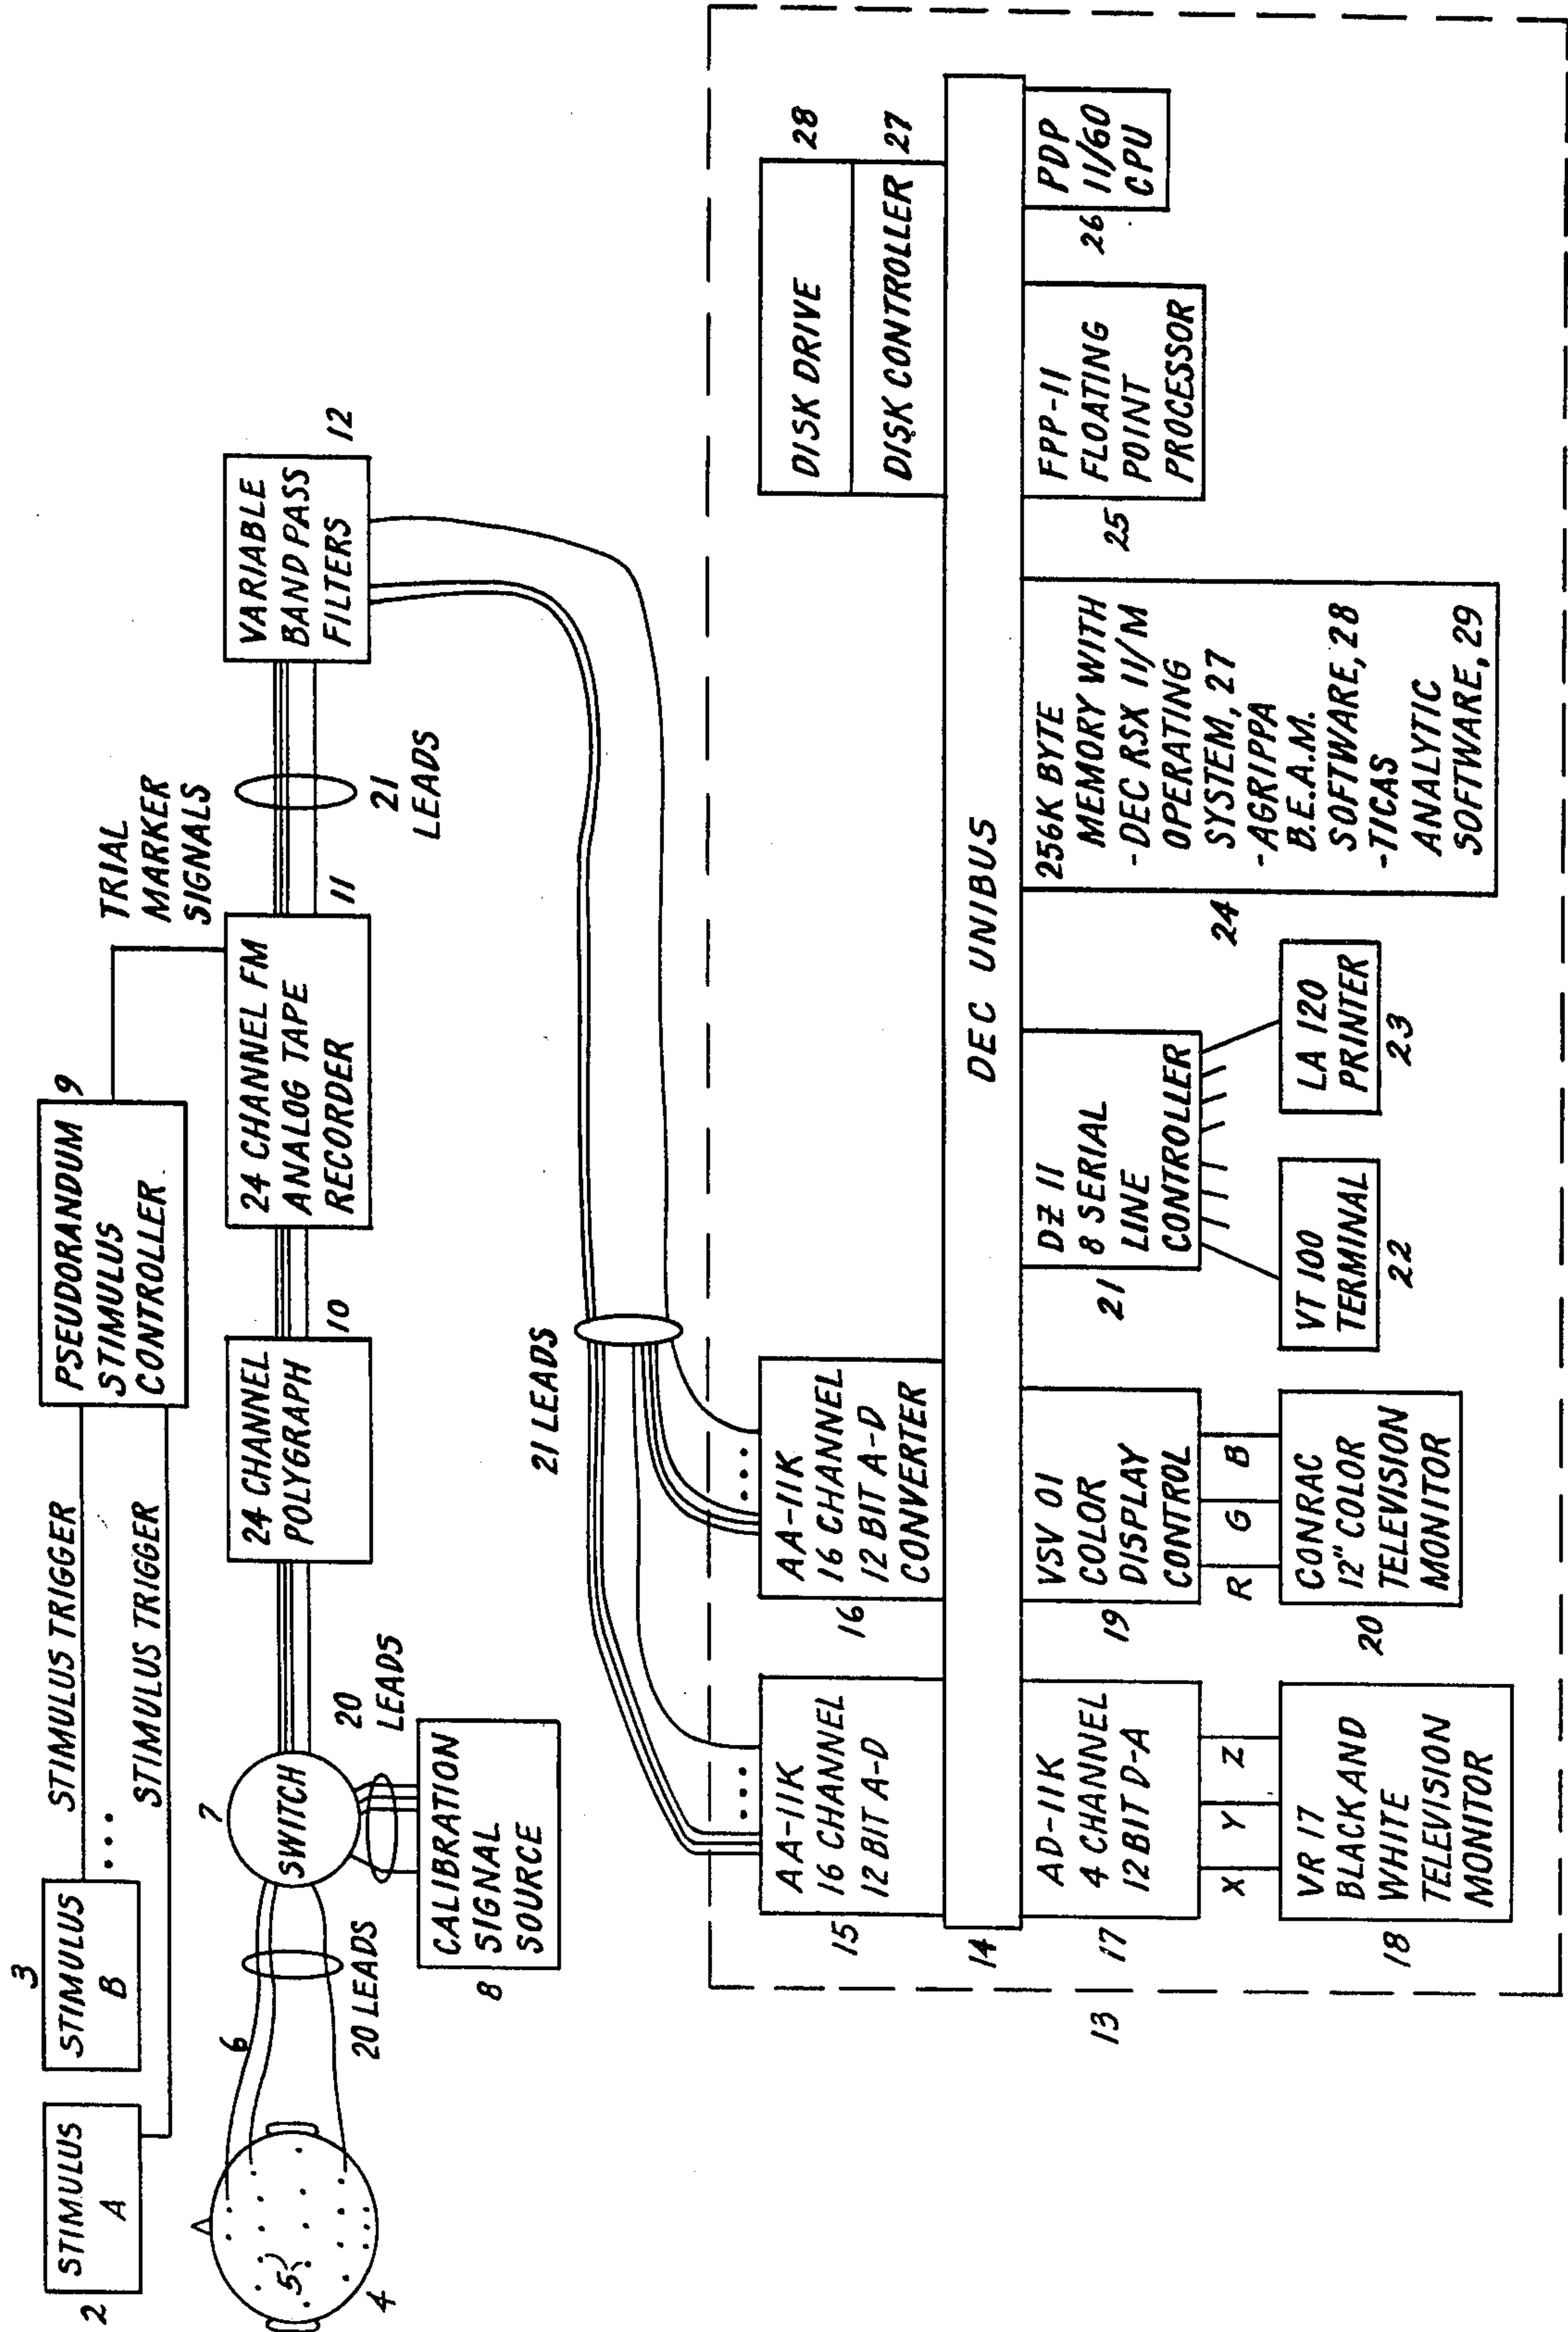 3
STIMULUS
A
2
STIMULUS
B
STIMULUS TRIGGER
...
STIMULUS TRIGGER
PSEUDORANDUM
STIMULUS
CONTROLLER
9
TRIAL
MARKER
SIGNALS
5
4
6
20 LEADS
7
SWITCH
20
LEADS
CALIBRATION
SIGNAL
SOURCE
8
24 CHANNEL
POLYGRAPH
10
24 CHANNEL FM
ANALOG TAPE
RECORDER
11
21
LEADS
VARIABLE
BAND PASS
FILTERS
12
21 LEADS
...
AA-11K
16 CHANNEL
12 BIT A-D
15
...
AA-11K
16 CHANNEL
12 BIT A-D
CONVERTER
16
DISK DRIVE
28
DISK CONTROLLER
27
14
DEC UNIBUS
13
AD-11K
4 CHANNEL
12 BIT D-A
17
X Y Z
VR 17
BLACK AND
WHITE
TELEVISION
MONITOR
18
VSV 01
COLOR
DISPLAY
CONTROL
19
R G B
CONRAC
12" COLOR
TELEVISION
MONITOR
20
DZ 11
8 SERIAL
LINE
CONTROLLER
21
VT 100
TERMINAL
22
LA 120
PRINTER
23
256K BYTE
MEMORY WITH
-DEC RSX 11/M
OPERATING
SYSTEM, 27
-AGRIPPA
B.E.A.M.
SOFTWARE, 28
-TICAS
ANALYTIC
SOFTWARE, 29
24
FPP-11
FLOATING
POINT
PROCESSOR
25
PDP
11/60
CPU
26